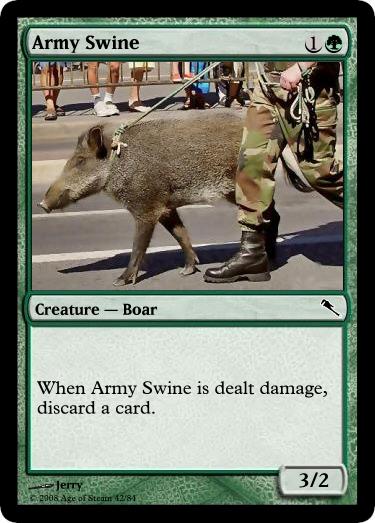 Army Swine
1
Creature — Boar
When Army Swine is dealt damage,
discard a card.
3/2
Jerry
© 2008 Age of Steam 42/84